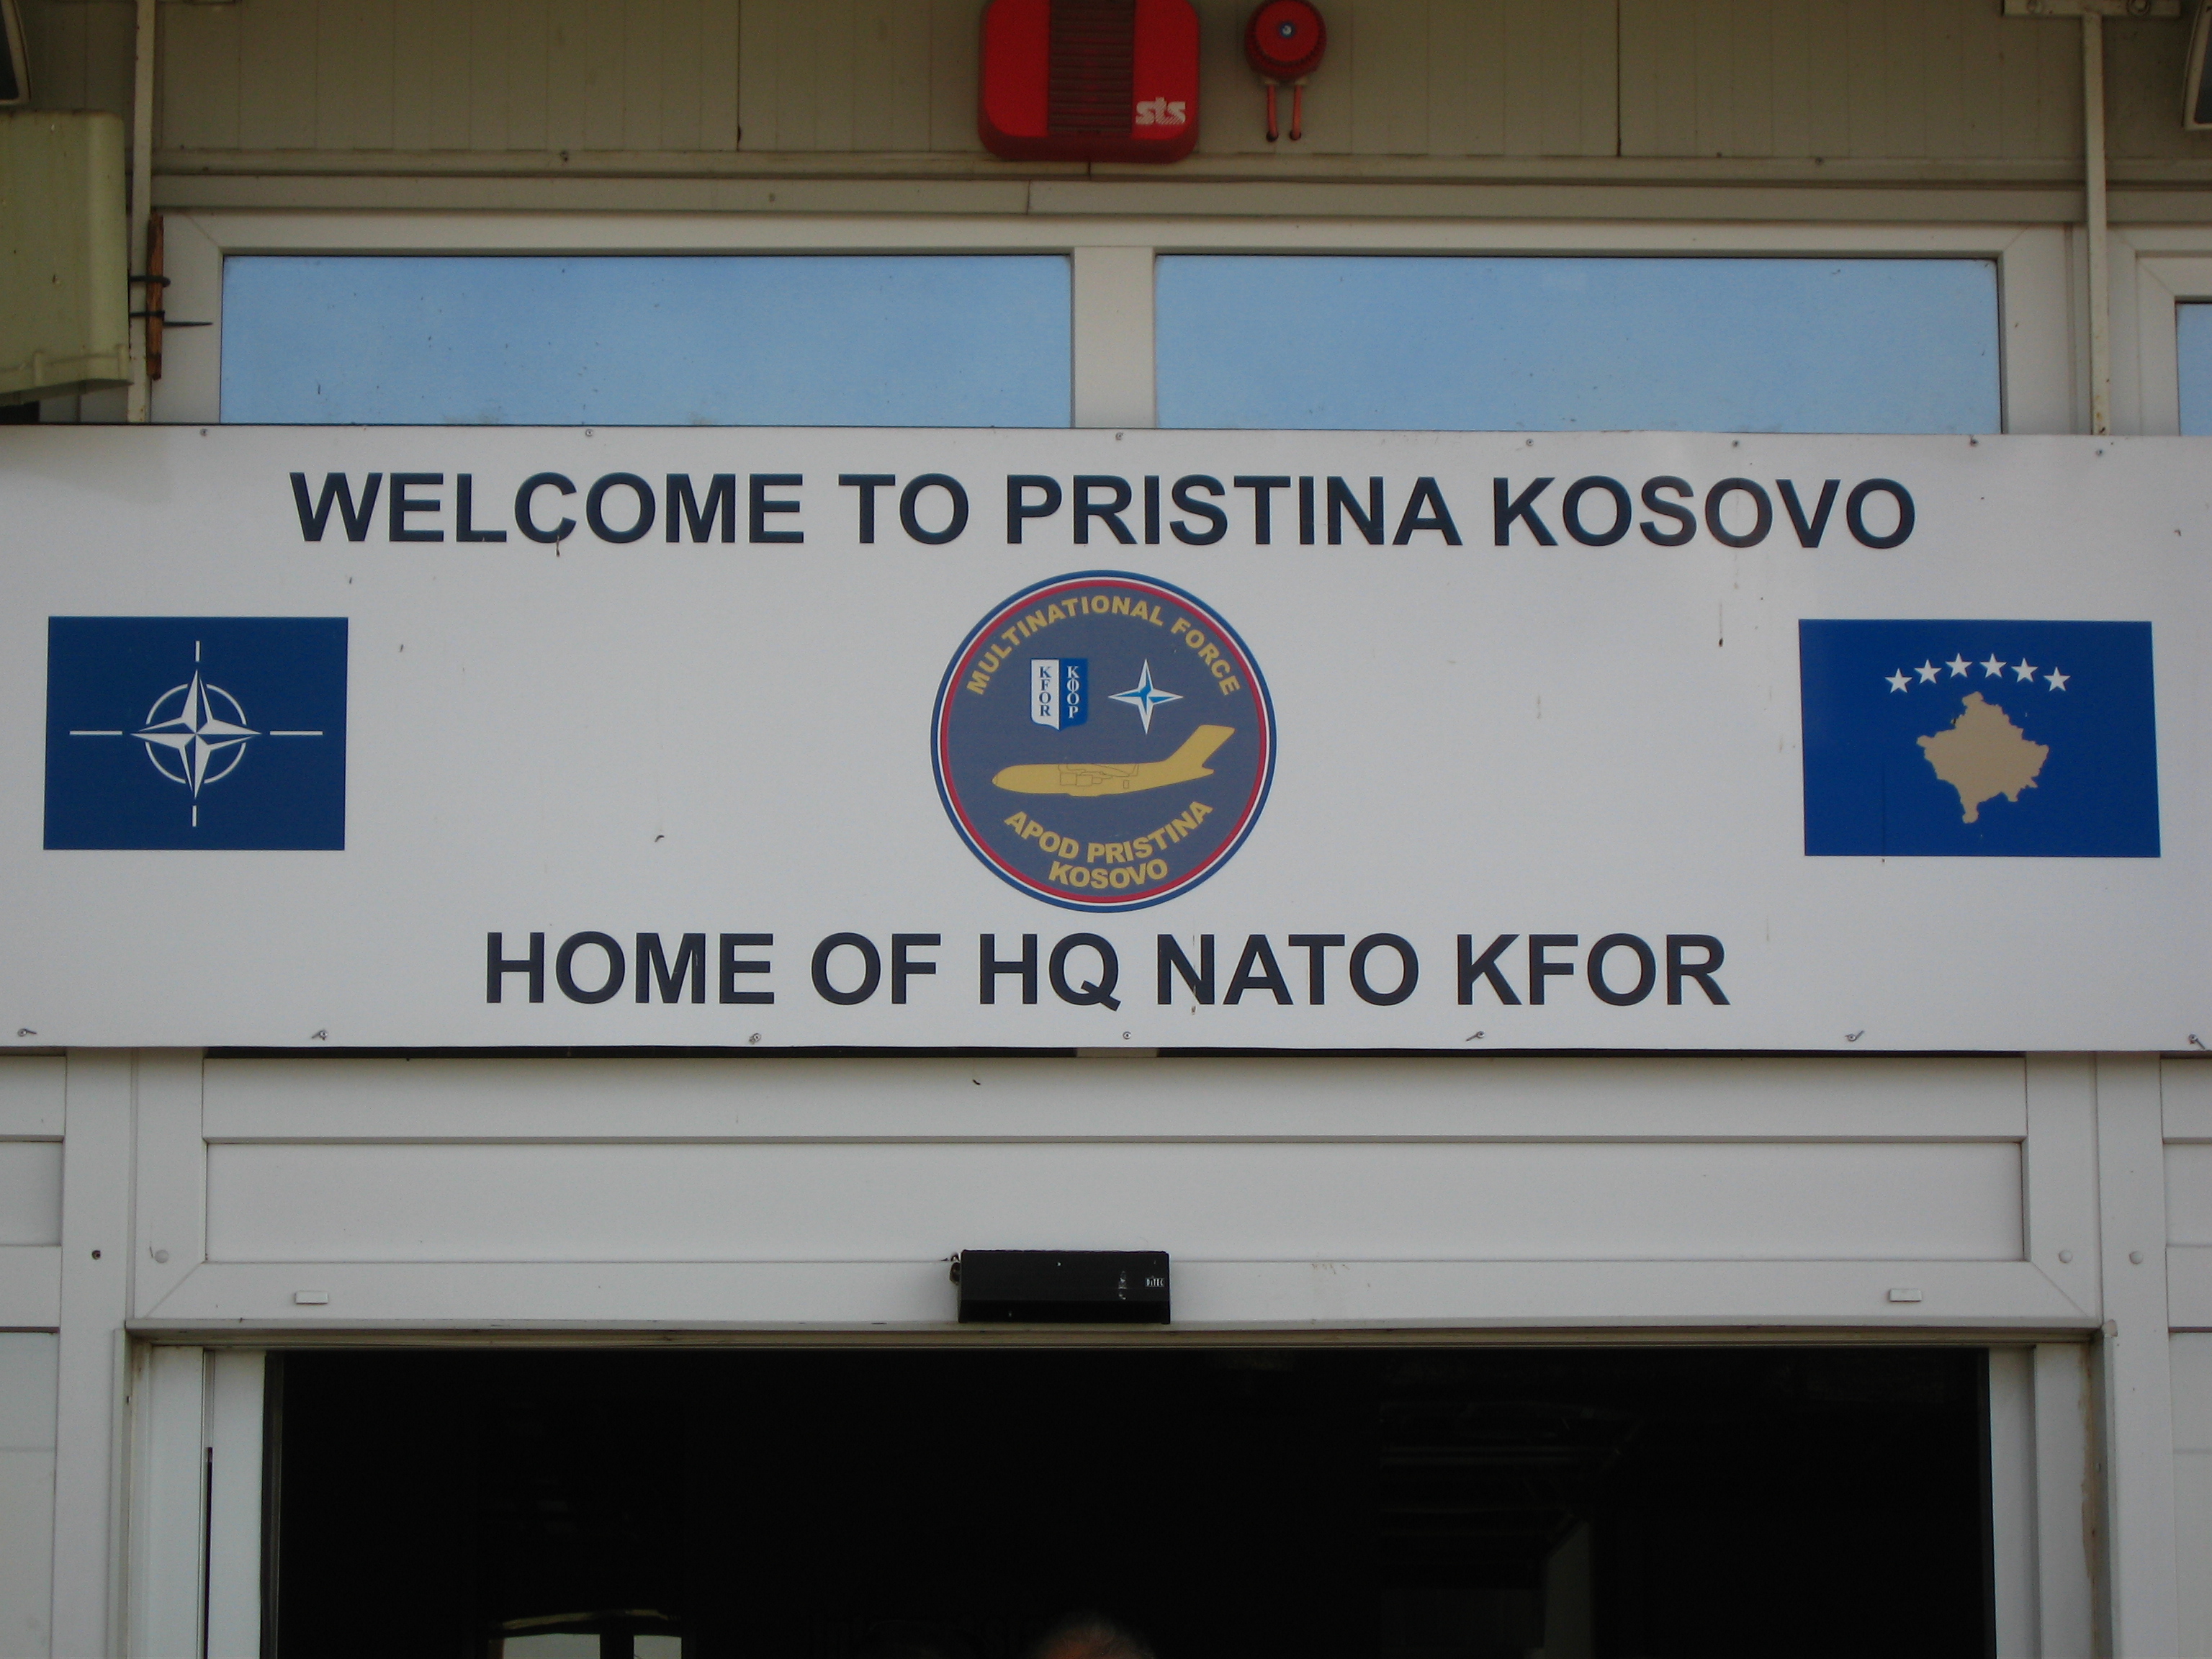 sts
WELCOME TO PRISTINA KOSOVO
MULTINATIONAL FORCE
KFOR
КФОР
APOD PRISTINA
KOSOVO
HOME OF HQ NATO KFOR